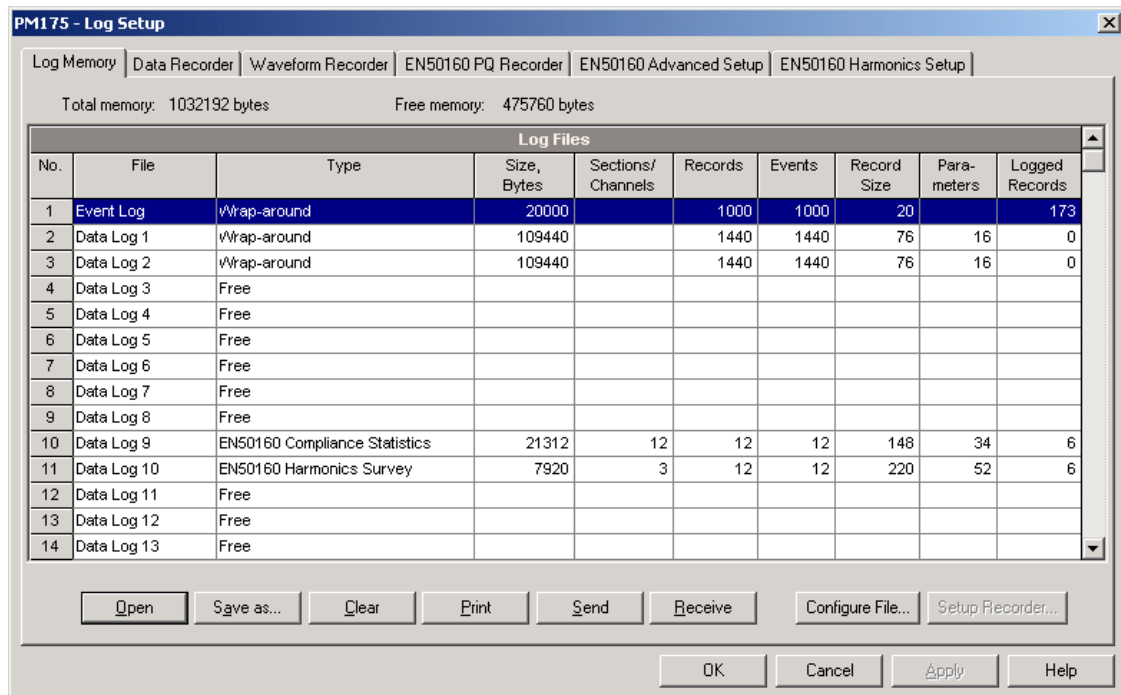 PM175 - Log Setup
Log Memory Data Recorder Waveform Recorder EN50160 PQ Recorder EN50160 Advanced Setup EN50160 Harmonics Setup
Total memory: 1032192 bytes Free memory: 475760 bytes
Log Files
No. File Type Size, Bytes Sections/ Channels Records Events Record Size Para- meters Logged Records
1 Event Log Wrap-around 20000 1000 1000 20 173
2 Data Log 1 Wrap-around 109440 1440 1440 76 16 0
3 Data Log 2 Wrap-around 109440 1440 1440 76 16 0
4 Data Log 3 Free
5 Data Log 4 Free
6 Data Log 5 Free
7 Data Log 6 Free
8 Data Log 7 Free
9 Data Log 8 Free
10 Data Log 9 EN50160 Compliance Statistics 21312 12 12 12 148 34 6
11 Data Log 10 EN50160 Harmonics Survey 7920 3 12 12 220 52 6
12 Data Log 11 Free
13 Data Log 12 Free
14 Data Log 13 Free
Open Save as... Clear Print Send Receive Configure File... Setup Recorder...
OK Cancel Apply Help